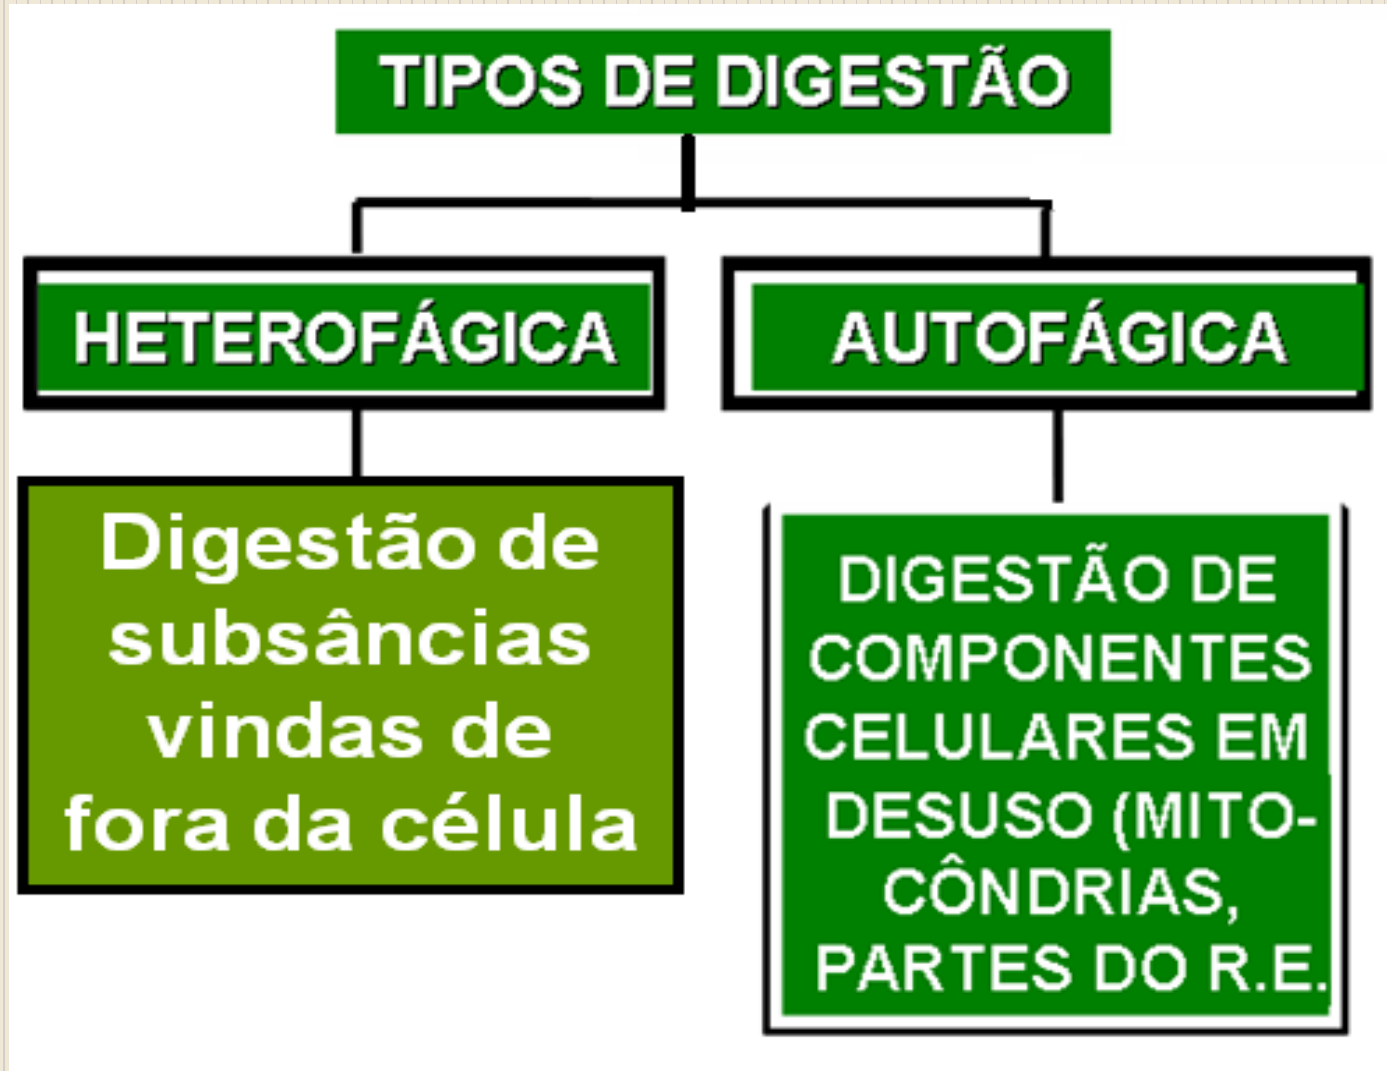 TIPOS DE DIGESTÃO
HETEROFÁGICA
AUTOFÁGICA
Digestão de
subsâncias
vindas de
fora da célula
DIGESTÃO DE
COMPONENTES
CELULARES EM
DESUSO (MITO-
CÔNDRIAS,
PARTES DO R.E.